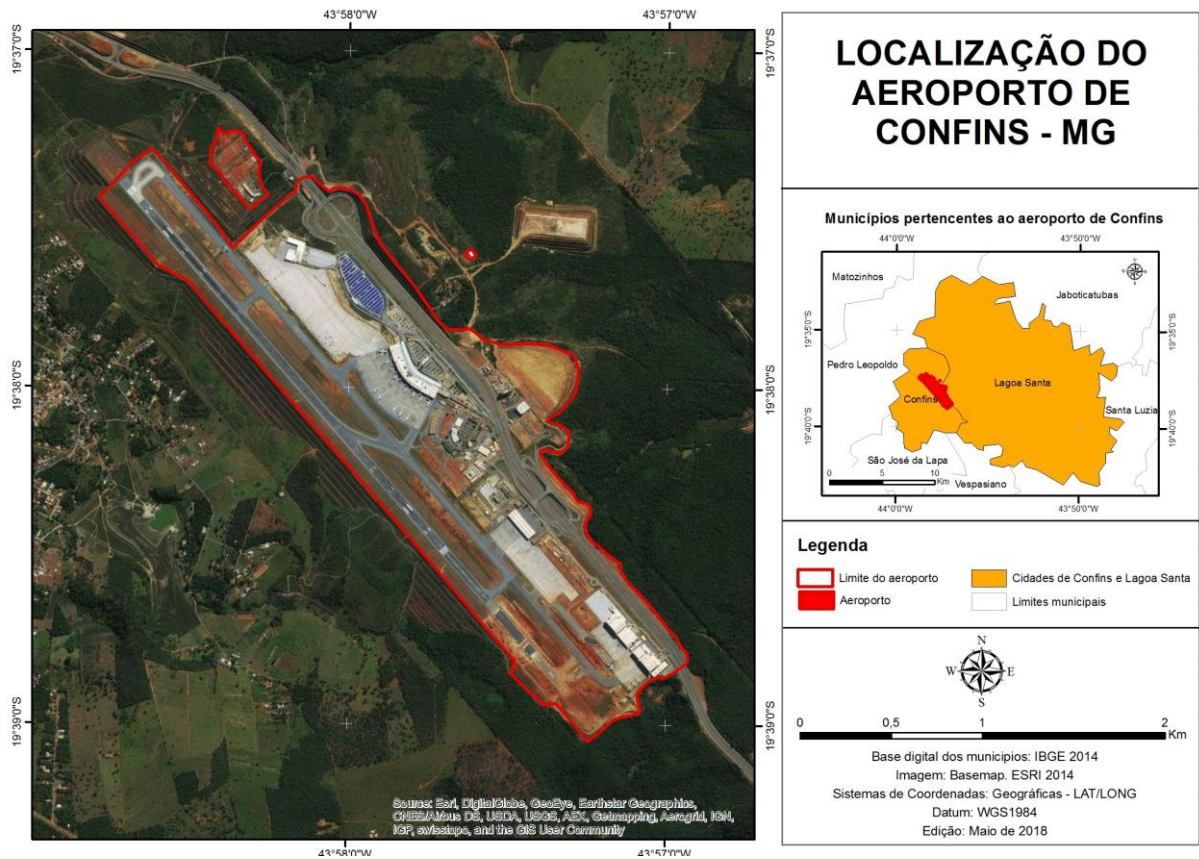 43°58'0"W
43°57'0"W
19°37'0"S
19°37'0"S
19°38'0"S
19°38'0"S
19°39'0"S
19°39'0"S
Source: Esri, DigitalGlobe, GeoEye, Earthstar Geographics,
CNES/Airbus DS, USDA, USGS, AEX, Getmapping, Aerogrid, IGN,
IGP, swisstopo, and the GIS User Community
43°58'0"W
43°57'0"W
LOCALIZAÇÃO DO
AEROPORTO DE
CONFINS - MG
Municípios pertencentes ao aeroporto de Confins
44°0'0"W
43°50'0"W
Matozinhos
N
Jaboticatubas
19°35'0"S
19°35'0"S
Pedro Leopoldo
Lagoa Santa
Confins
Santa Luzia
19°40'0"S
19°40'0"S
São José da Lapa
0 5 10
Km
Vespasiano
44°0'0"W
43°50'0"W
Legenda
Limite do aeroporto
Cidades de Confins e Lagoa Santa
Aeroporto
Limites municipais
N
W E
S
0 0,5 1 2
Km
Base digital dos municipios: IBGE 2014
Imagem: Basemap. ESRI 2014
Sistemas de Coordenadas: Geográficas - LAT/LONG
Datum: WGS1984
Edição: Maio de 2018